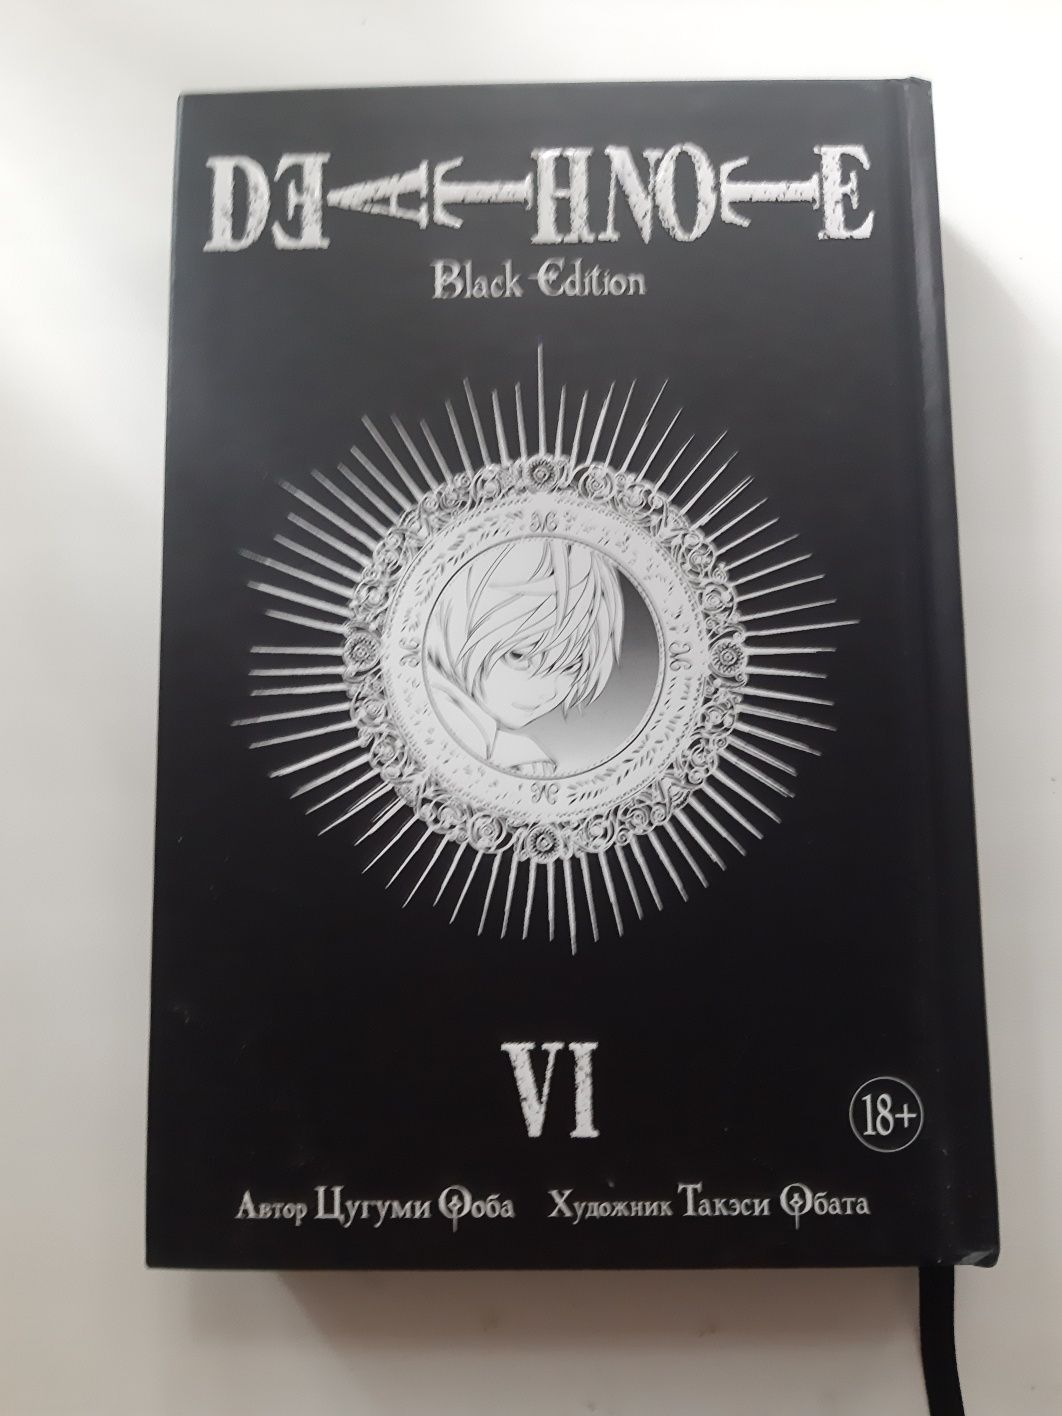 DEATH NOTE
Black Edition
VI
18+
Автор Цугуми Ооба Художник Такэси Обата